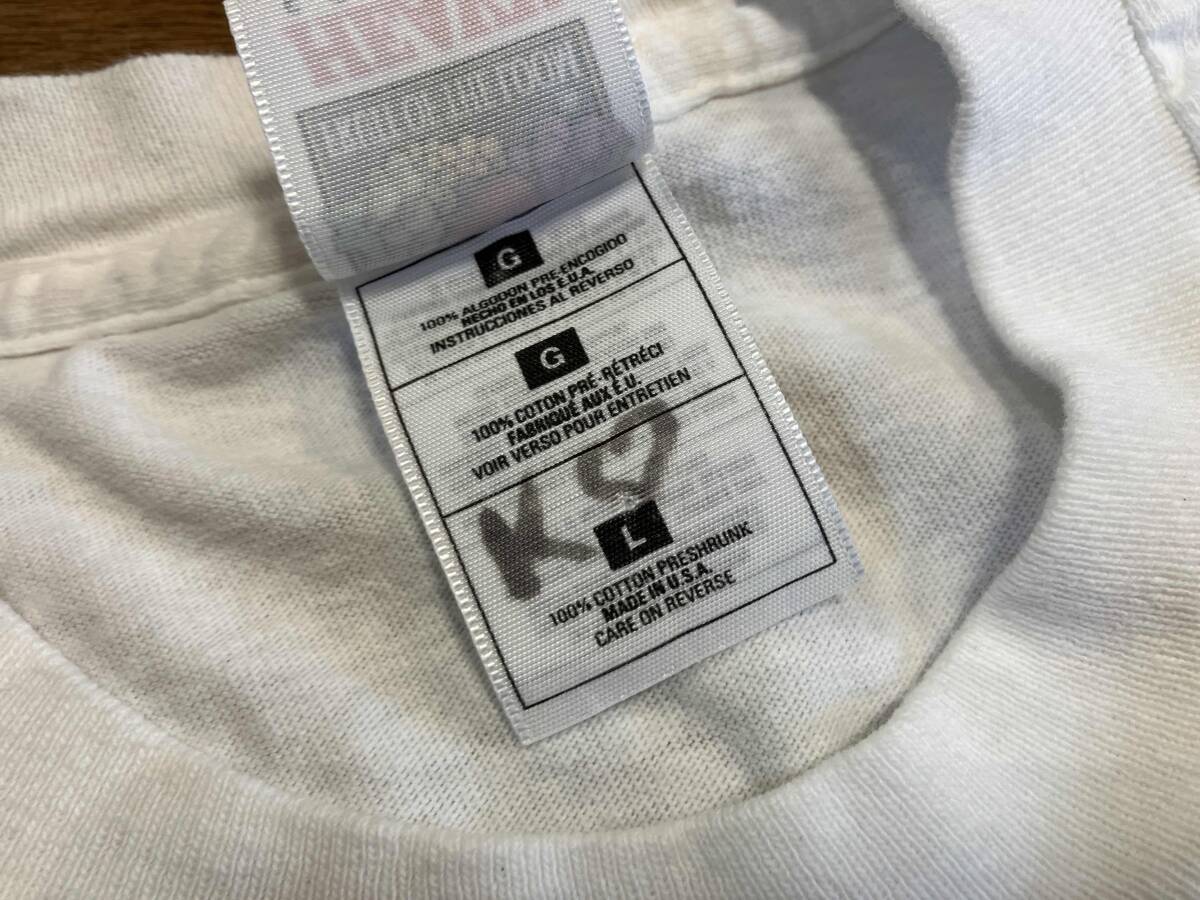 G
100% ALGODON PRE-ENCOGIDO
HECHO EN LOS E.U.A.
INSTRUCCIONES AL REVERSO
G
100% COTON PRÉ-RÉTRÉCI
FABRIQUÉ AUX É.U.
VOIR VERSO POUR ENTRETIEN
KO
L
100% COTTON PRESHRUNK
MADE IN U.S.A.
CARE ON REVERSE